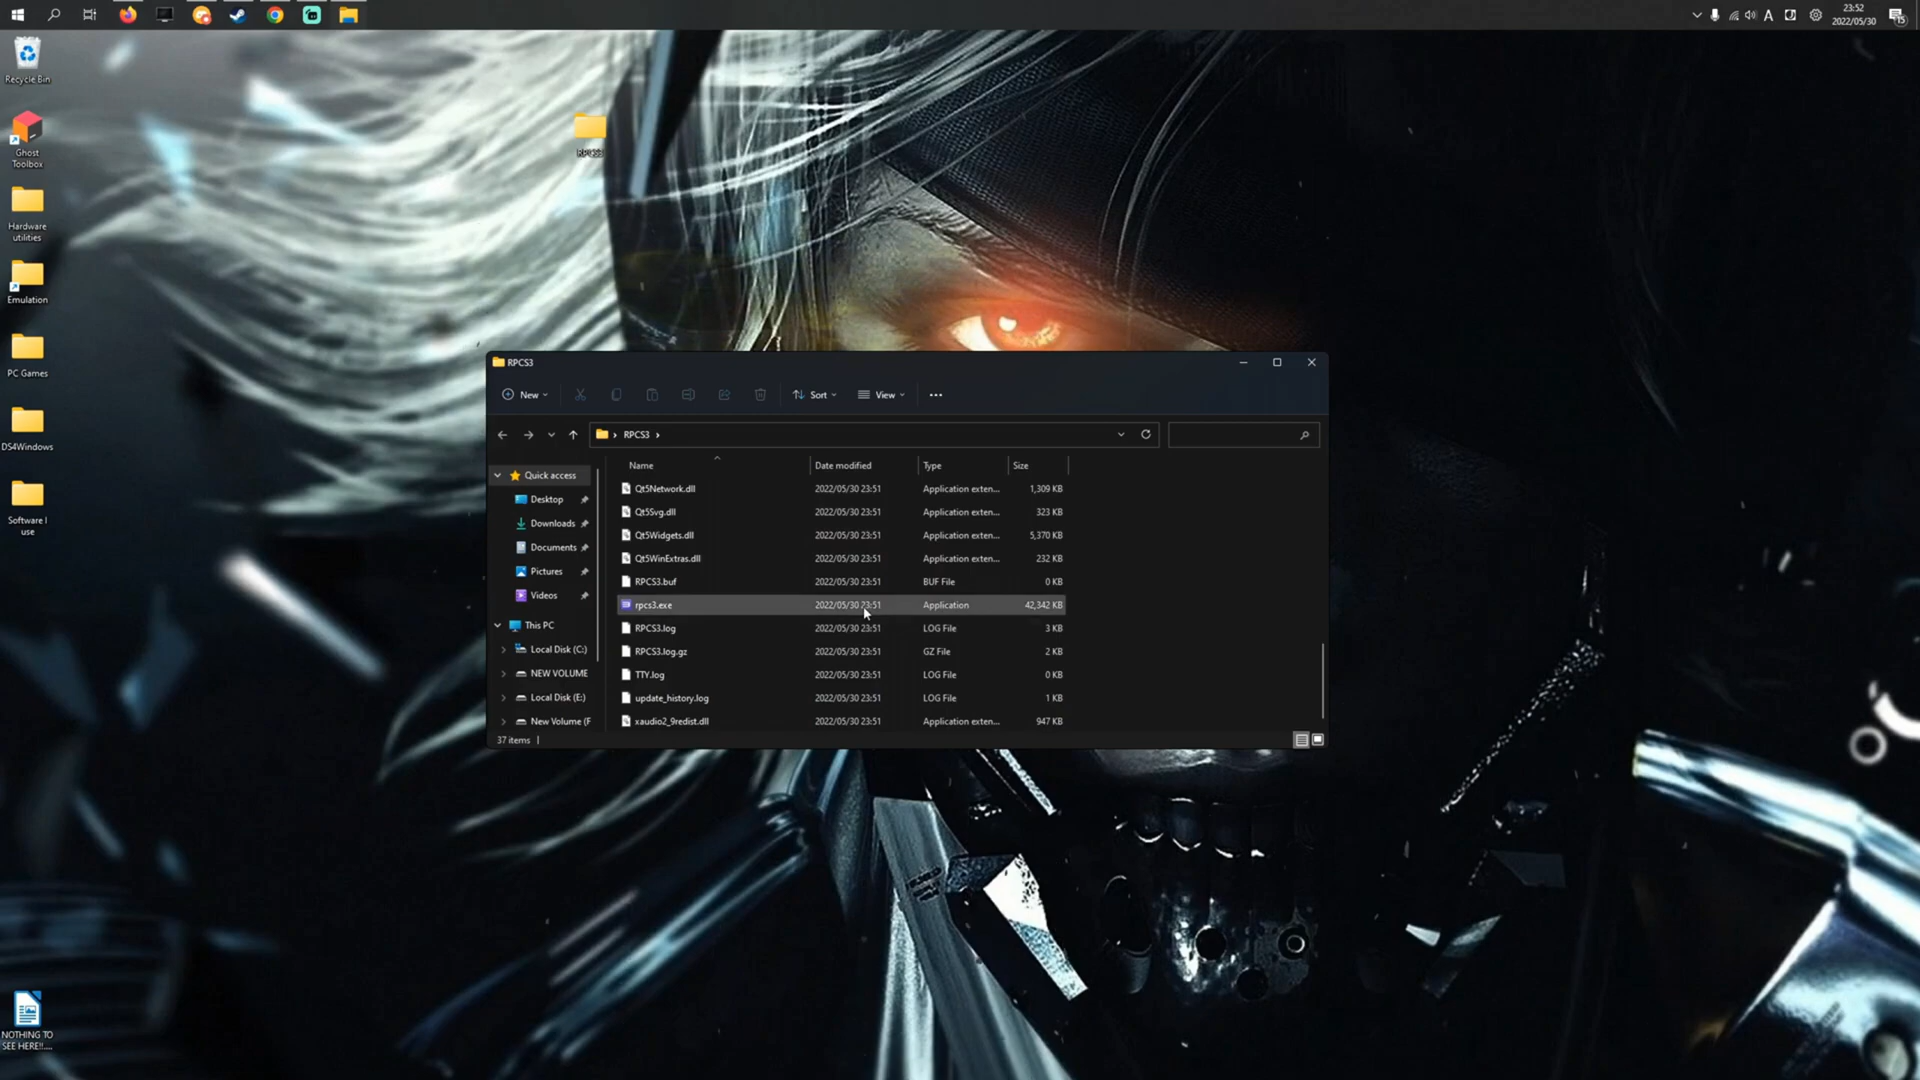 23:52
2022/05/30
15
A
Recycle Bin
Ghost
Toolbox
Hardware
utilities
Emulation
PC Games
DS4Windows
Software I
use
NOTHING TO
SEE HERE!!....
RPCS3
RPCS3
New
Sort
View
RPCS3
Quick access
Desktop
Downloads
Documents
Pictures
Videos
This PC
Local Disk (C:)
NEW VOLUME
Local Disk (E:)
New Volume (F
Name Date modified Type Size
Qt5Network.dll 2022/05/30 23:51 Application exten... 1,309 KB
Qt5Svg.dll 2022/05/30 23:51 Application exten... 323 KB
Qt5Widgets.dll 2022/05/30 23:51 Application exten... 5,370 KB
Qt5WinExtras.dll 2022/05/30 23:51 Application exten... 232 KB
RPCS3.buf 2022/05/30 23:51 BUF File 0 KB
rpcs3.exe 2022/05/30 23:51 Application 42,342 KB
RPCS3.log 2022/05/30 23:51 LOG File 3 KB
RPCS3.log.gz 2022/05/30 23:51 GZ File 2 KB
TTY.log 2022/05/30 23:51 LOG File 0 KB
update_history.log 2022/05/30 23:51 LOG File 1 KB
xaudio2_9redist.dll 2022/05/30 23:51 Application exten... 947 KB
37 items